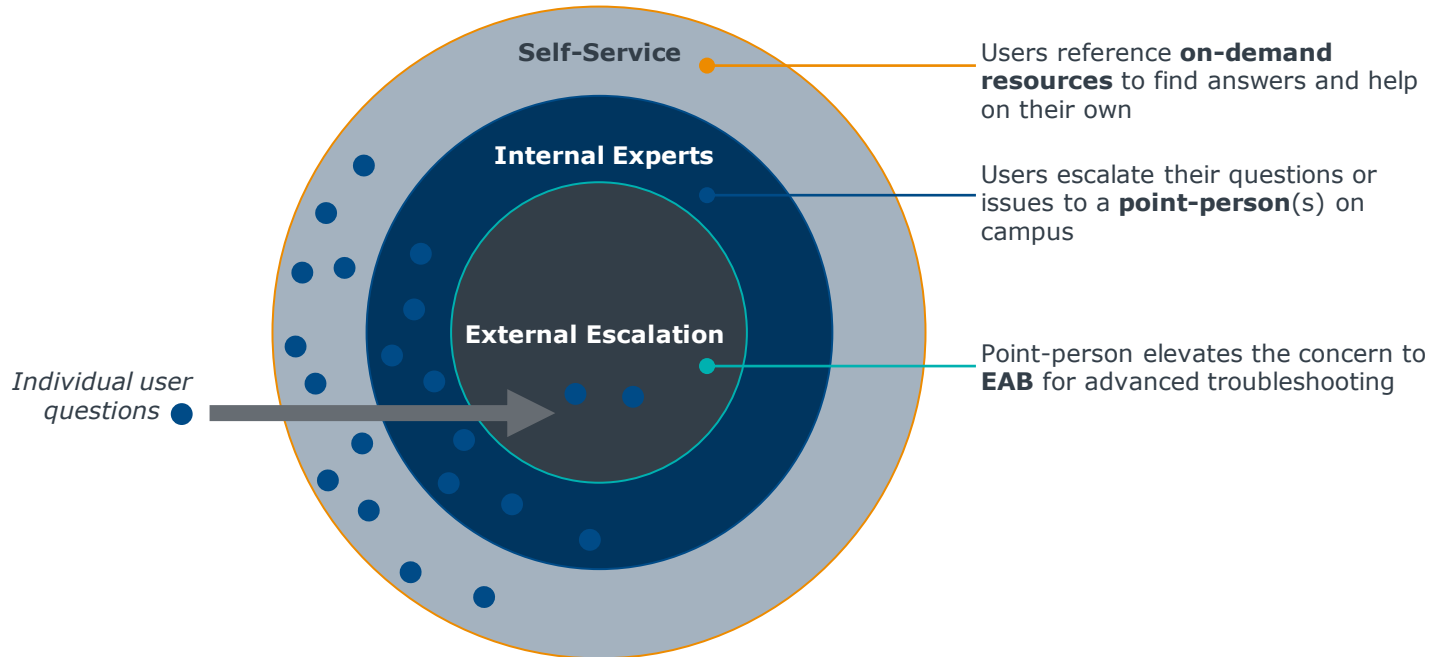 Self-Service
Users reference on-demand
resources to find answers and help
on their own
Internal Experts
Users escalate their questions or
issues to a point-person(s) on
campus
External Escalation
Point-person elevates the concern to
EAB for advanced troubleshooting
Individual user
questions